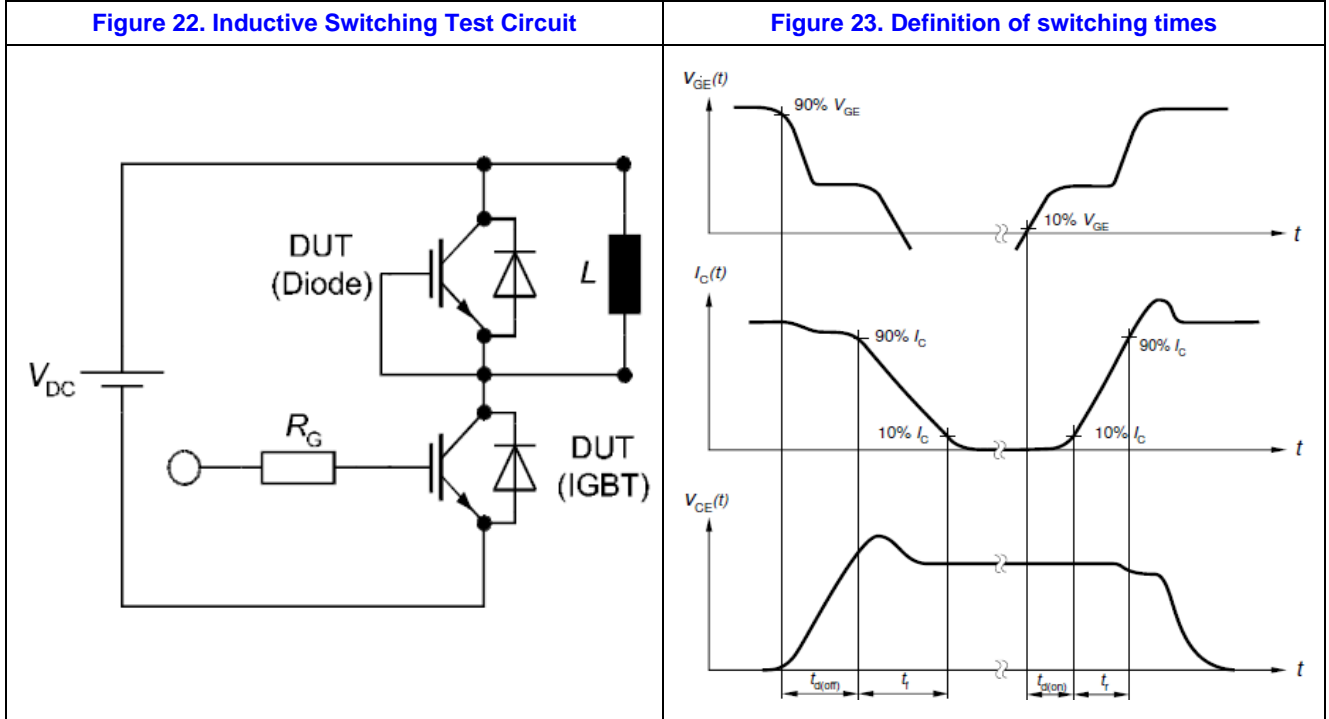 Figure 22. Inductive Switching Test Circuit
Figure 23. Definition of switching times
DUT
(Diode)
L
VDC
RG
DUT
(IGBT)
VGE(t)
90% VGE
10% VGE
t
IC(t)
90% IC
90% IC
10% IC
10% IC
t
VCE(t)
t
td(off)
tf
td(on)
tr